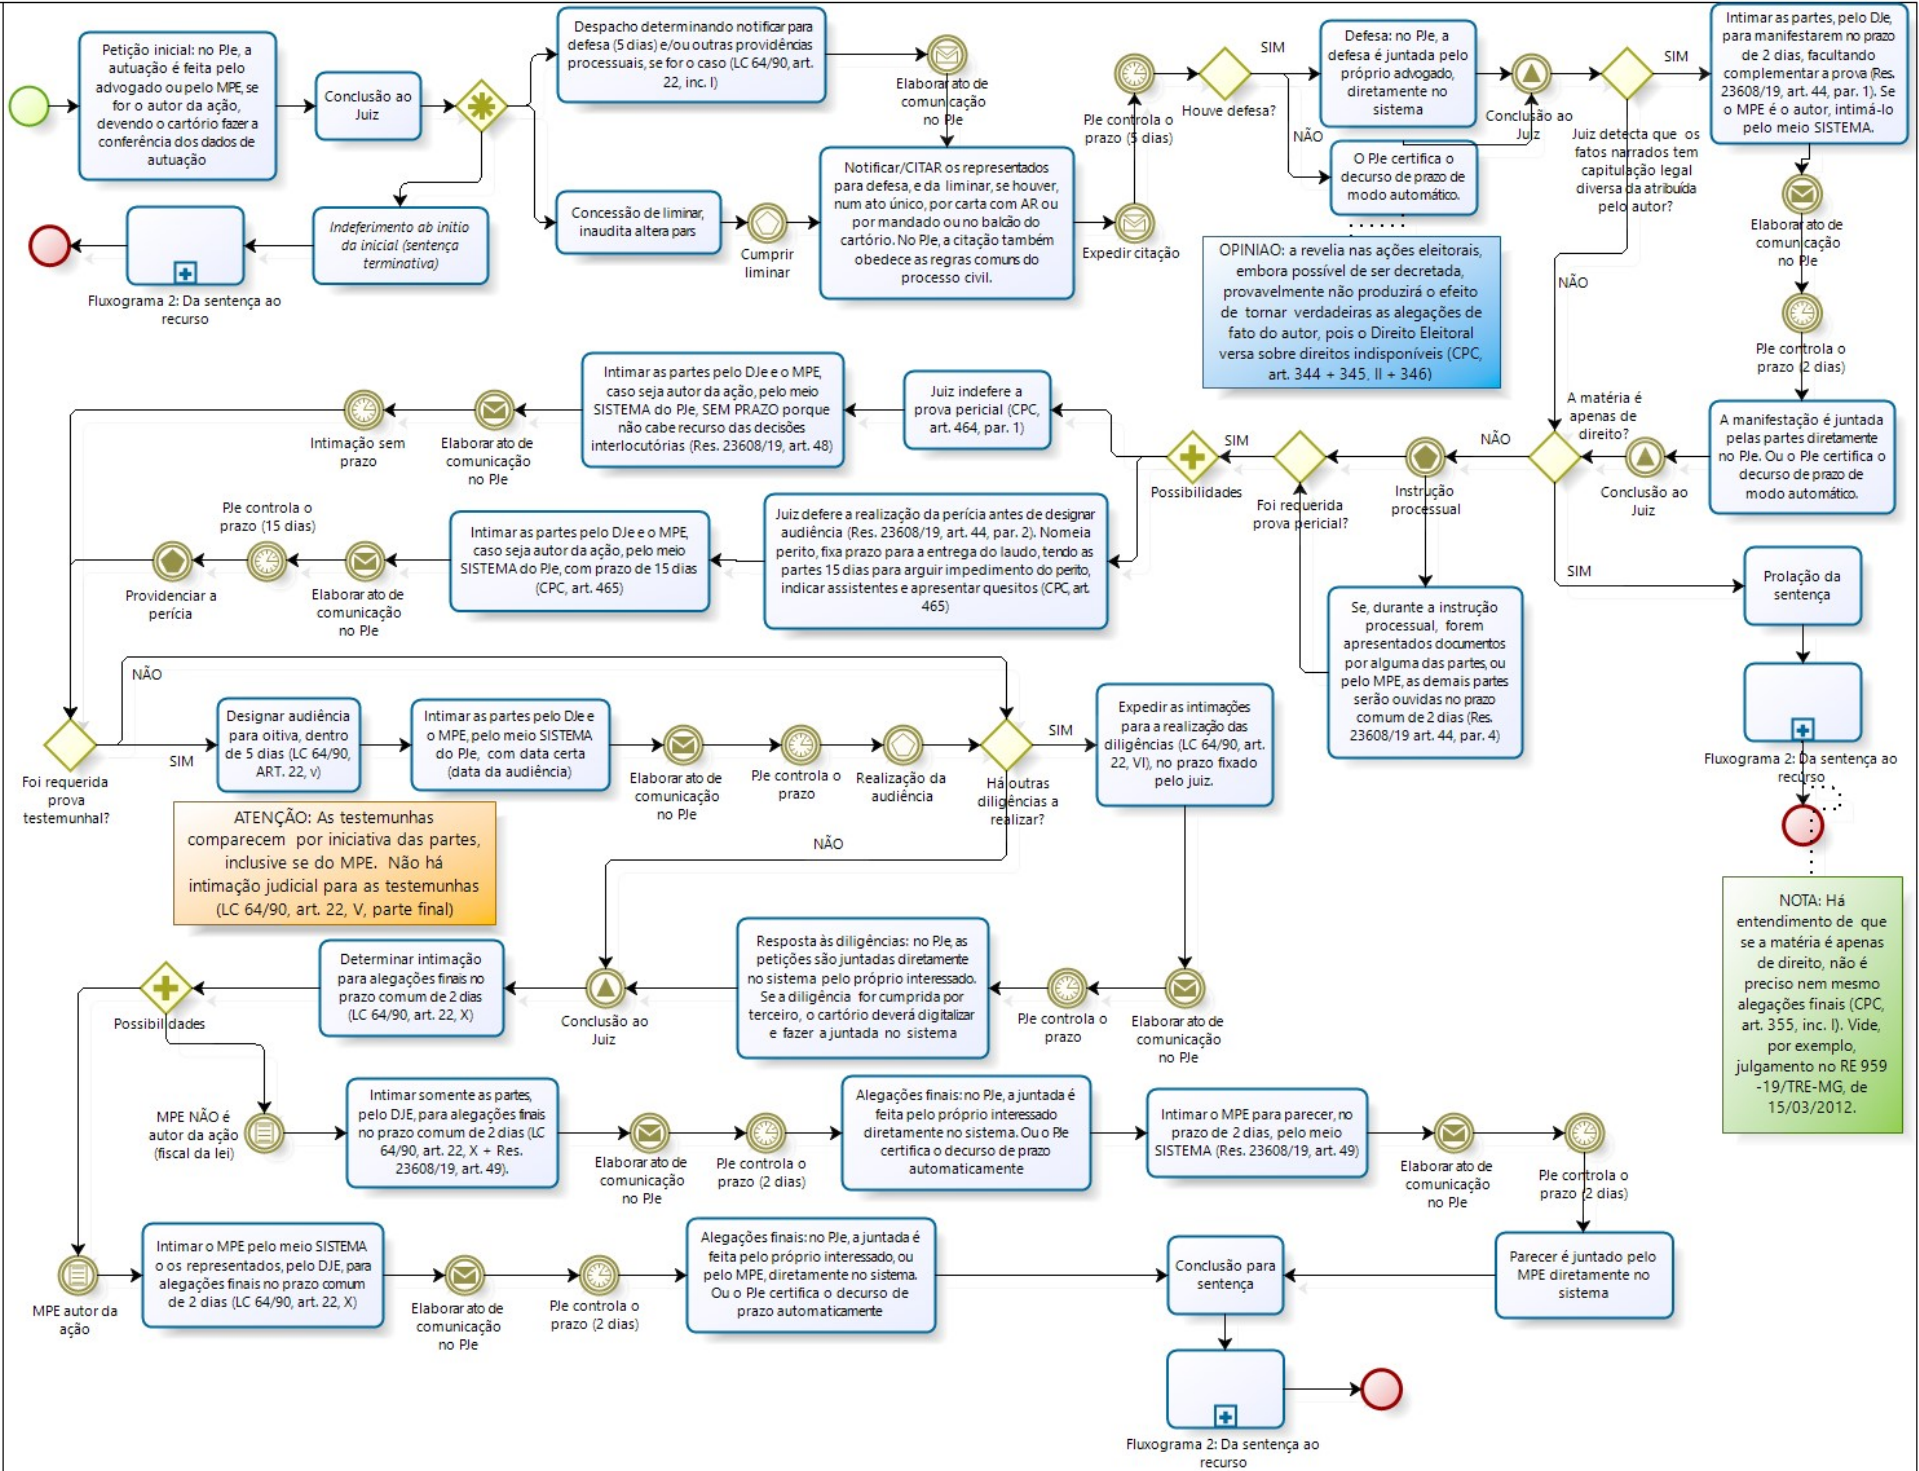 Petição inicial: no PJe, a
autuação é feita pelo
advogado ou pelo MPE, se
for o autor da ação,
devendo o cartório fazer a
conferência dos dados de
autuação
Conclusão ao
Juiz
Despacho determinando notificar para
defesa (5 dias) e/ou outras providências
processuais, se for o caso (LC 64/90, art.
22, inc. I)
Elaborar ato de
comunicação
no PJe
Indeferimento ab initio
da inicial (sentença
terminativa)
Fluxograma 2: Da sentença ao
recurso
Concessão de liminar,
inaudita altera pars
Cumprir
liminar
Notificar/CITAR os representados
para defesa, e da liminar, se houver,
num ato único, por carta com AR ou
por mandado ou no balcão do
cartório. No PJe, a citação também
obedece as regras comuns do
processo civil.
Expedir citação
PJe controla o
prazo (5 dias)
Houve defesa?
SIM
NÃO
Defesa: no PJe, a
defesa é juntada pelo
próprio advogado,
diretamente no
sistema
O PJe certifica o
decurso de prazo de
modo automático.
OPINIAO: a revelia nas ações eleitorais,
embora possível de ser decretada,
provavelmente não produzirá o efeito
de tornar verdadeiras as alegações de
fato do autor, pois o Direito Eleitoral
versa sobre direitos indisponíveis (CPC,
art. 344 + 345, II + 346)
Conclusão ao
Juiz
Juiz detecta que os
fatos narrados tem
capitulação legal
diversa da atribuída
pelo autor?
SIM
NÃO
Intimar as partes, pelo DJe,
para manifestarem no prazo
de 2 dias, facultando
complementar a prova (Res.
23608/19, art. 44, par. 1). Se
o MPE é o autor, intimá-lo
pelo meio SISTEMA.
Elaborar ato de
comunicação
no PJe
PJe controla o
prazo (2 dias)
A manifestação é juntada
pelas partes diretamente
no PJe. Ou o PJe certifica o
decurso de prazo de
modo automático.
Conclusão ao
Juiz
A matéria é
apenas de
direito?
NÃO
SIM
Prolação da
sentença
Fluxograma 2: Da sentença ao
recurso
NOTA: Há
entendimento de que
se a matéria é apenas
de direito, não é
preciso nem mesmo
alegações finais (CPC,
art. 355, inc. I). Vide,
por exemplo,
julgamento no RE 959
-19/TRE-MG, de
15/03/2012.
Instrução
processual
Se, durante a instrução
processual, forem
apresentados documentos
por alguma das partes, ou
pelo MPE, as demais partes
serão ouvidas no prazo
comum de 2 dias (Res.
23608/19 art. 44, par. 4)
Foi requerida
prova pericial?
SIM
Possibilidades
Juiz indefere a
prova pericial (CPC,
art. 464, par. 1)
Intimar as partes pelo DJe e o MPE,
caso seja autor da ação, pelo meio
SISTEMA do PJe, SEM PRAZO porque
não cabe recurso das decisões
interlocutórias (Res. 23608/19, art. 48)
Elaborar ato de
comunicação
no PJe
Intimação sem
prazo
Juiz defere a realização da perícia antes de designar
audiência (Res. 23608/19, art. 44, par. 2). Nomeia
perito, fixa prazo para a entrega do laudo, tendo as
partes 15 dias para arguir impedimento do perito,
indicar assistentes e apresentar quesitos (CPC, art.
465)
Intimar as partes pelo DJe e o MPE,
caso seja autor da ação, pelo meio
SISTEMA do PJe, com prazo de 15 dias
(CPC, art. 465)
Elaborar ato de
comunicação
no PJe
PJe controla o
prazo (15 dias)
Providenciar a
perícia
Foi requerida
prova
testemunhal?
NÃO
SIM
Designar audiência
para oitiva, dentro
de 5 dias (LC 64/90,
ART. 22, v)
Intimar as partes pelo DJe e
o MPE, pelo meio SISTEMA
do PJe, com data certa
(data da audiência)
Elaborar ato de
comunicação
no PJe
PJe controla o
prazo
Realização da
audiência
Há outras
diligências a
realizar?
SIM
NÃO
ATENÇÃO: As testemunhas
comparecem por iniciativa das partes,
inclusive se do MPE. Não há
intimação judicial para as testemunhas
(LC 64/90, art. 22, V, parte final)
Expedir as intimações
para a realização das
diligências (LC 64/90, art.
22, VI), no prazo fixado
pelo juiz.
Elaborar ato de
comunicação
no PJe
PJe controla o
prazo
Resposta às diligências: no PJe, as
petições são juntadas diretamente
no sistema pelo próprio interessado.
Se a diligência for cumprida por
terceiro, o cartório deverá digitalizar
e fazer a juntada no sistema
Conclusão ao
Juiz
Determinar intimação
para alegações finais no
prazo comum de 2 dias
(LC 64/90, art. 22, X)
Possibilidades
MPE NÃO é
autor da ação
(fiscal da lei)
Intimar somente as partes,
pelo DJE, para alegações finais
no prazo comum de 2 dias (LC
64/90, art. 22, X + Res.
23608/19, art. 49).
Elaborar ato de
comunicação
no PJe
PJe controla o
prazo (2 dias)
Alegações finais: no PJe, a juntada é
feita pelo próprio interessado
diretamente no sistema. Ou o PJe
certifica o decurso de prazo
automaticamente
Intimar o MPE para parecer, no
prazo de 2 dias, pelo meio
SISTEMA (Res. 23608/19, art. 49)
Elaborar ato de
comunicação
no PJe
PJe controla o
prazo (2 dias)
Parecer é juntado pelo
MPE diretamente no
sistema
MPE autor da
ação
Intimar o MPE pelo meio SISTEMA
o os representados, pelo DJE, para
alegações finais no prazo comum
de 2 dias (LC 64/90, art. 22, X)
Elaborar ato de
comunicação
no PJe
PJe controla o
prazo (2 dias)
Alegações finais: no PJe, a juntada é
feita pelo próprio interessado, ou
pelo MPE, diretamente no sistema.
Ou o PJe certifica o decurso de
prazo automaticamente
Conclusão para
sentença
Fluxograma 2: Da sentença ao
recurso